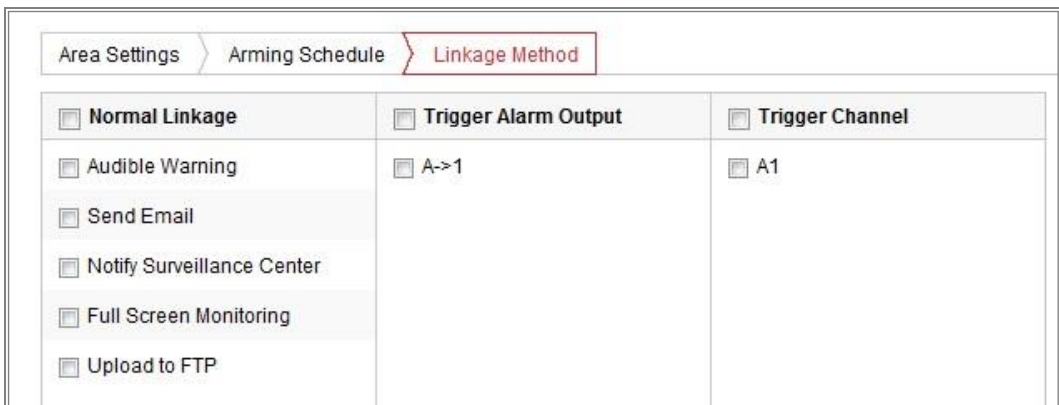 Area Settings Arming Schedule Linkage Method
Normal Linkage Trigger Alarm Output Trigger Channel
Audible Warning A->1 A1
Send Email
Notify Surveillance Center
Full Screen Monitoring
Upload to FTP